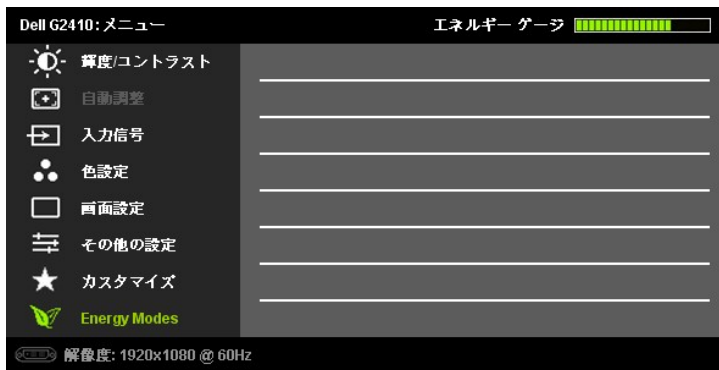 Dell G2410:メニュー エネルギー ゲージ
輝度/コントラスト
自動調整
入力信号
色設定
画面設定
その他の設定
カスタマイズ
Energy Modes
解像度: 1920x1080 @ 60Hz